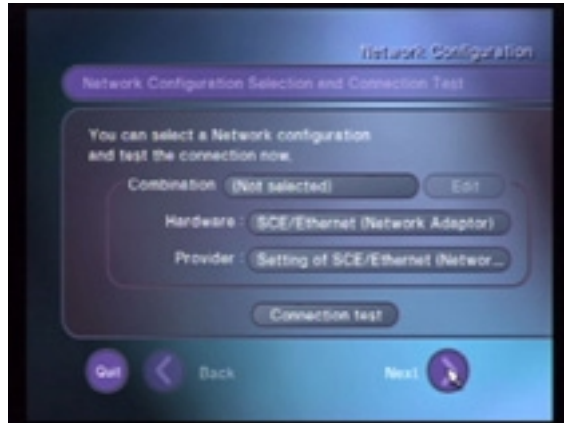 Network Configuration
Network Configuration Selection and Connection Test
You can select a Network configuration
and test the connection now.
Combination (Not selected) Edit
Hardware : SCE/Ethernet (Network Adaptor)
Provider : Setting of SCE/Ethernet (Networ...
Connection test
Quit Back Next